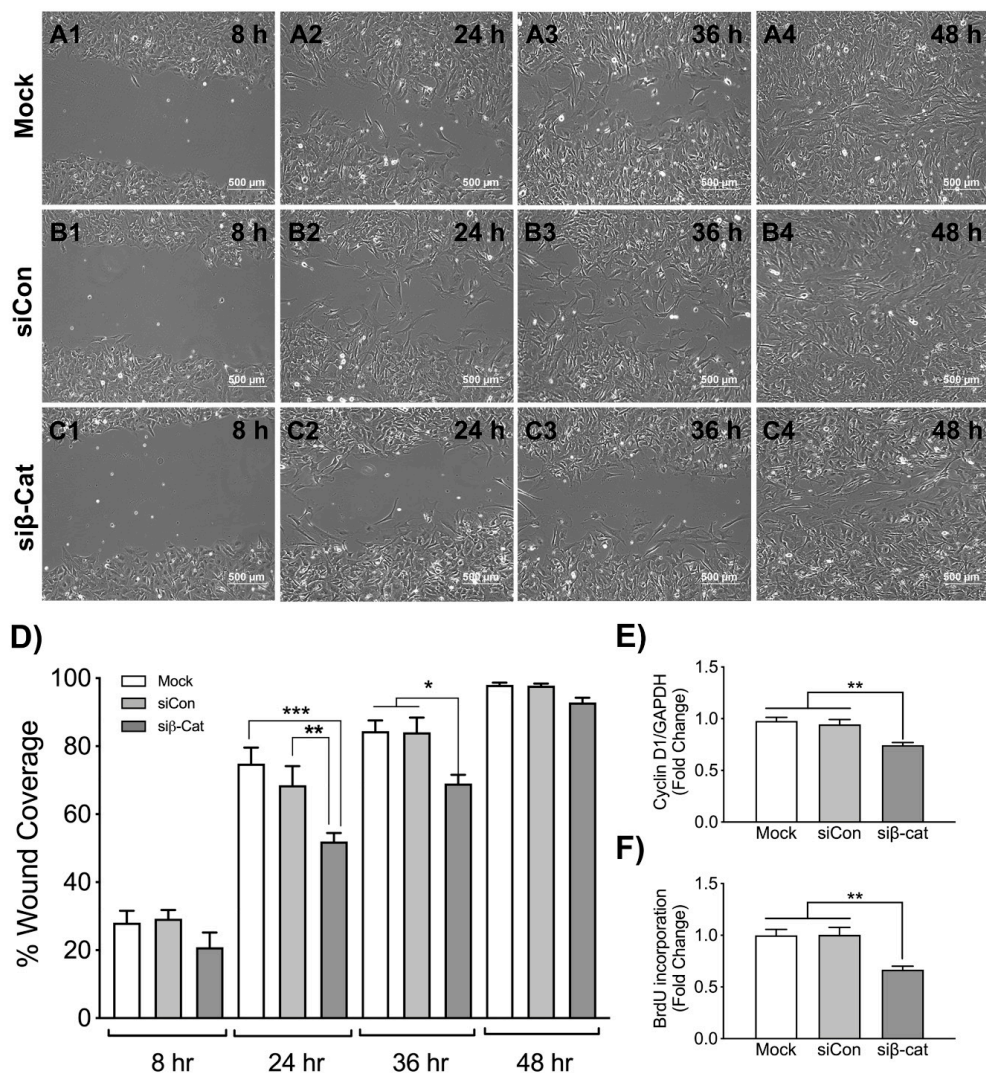 Mock
A1 8 h
500 µm
A2 24 h
500 µm
A3 36 h
500 µm
A4 48 h
500 µm
siCon
B1 8 h
500 µm
B2 24 h
500 µm
B3 36 h
500 µm
B4 48 h
500 µm
siβ-Cat
C1 8 h
500 µm
C2 24 h
500 µm
C3 36 h
500 µm
C4 48 h
500 µm
D)
% Wound Coverage
100
80
60
40
20
0
Mock
siCon
siβ-Cat
***
**
*
8 hr
24 hr
36 hr
48 hr
E)
Cyclin D1/GAPDH
(Fold Change)
1.5
1.0
0.5
0.0
**
Mock siCon siβ-cat
F)
BrdU incorporation
(Fold Change)
1.5
1.0
0.5
0.0
**
Mock siCon siβ-cat